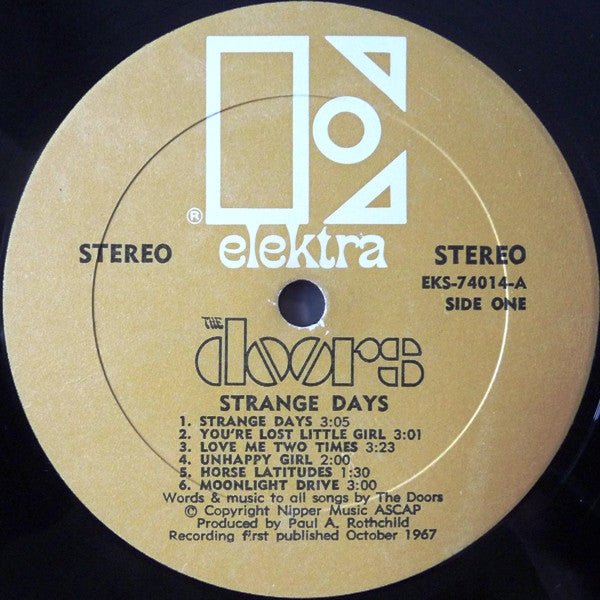 ®
elektra
STEREO
STEREO
EKS-74014-A
SIDE ONE
THE
doors
STRANGE DAYS
1. STRANGE DAYS 3:05
2. YOU'RE LOST LITTLE GIRL 3:01
3. LOVE ME TWO TIMES 3:23
4. UNHAPPY GIRL 2:00
5. HORSE LATITUDES 1:30
6. MOONLIGHT DRIVE 3:00
Words & music to all songs by The Doors
© Copyright Nipper Music ASCAP
Produced by Paul A. Rothchild
Recording first published October 1967